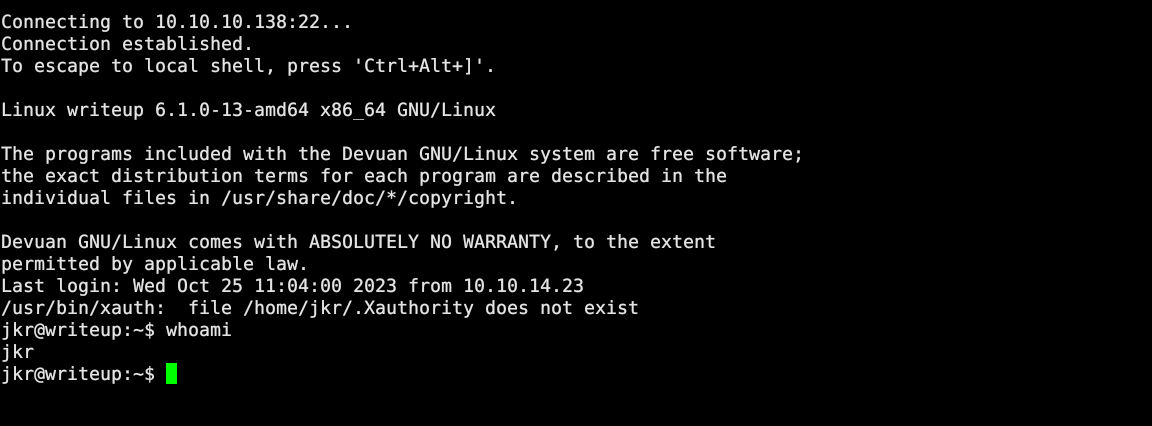 Connecting to 10.10.10.138:22...
Connection established.
To escape to local shell, press 'Ctrl+Alt+]'.
Linux writeup 6.1.0-13-amd64 x86_64 GNU/Linux
The programs included with the Devuan GNU/Linux system are free software;
the exact distribution terms for each program are described in the
individual files in /usr/share/doc/*/copyright.
Devuan GNU/Linux comes with ABSOLUTELY NO WARRANTY, to the extent
permitted by applicable law.
Last login: Wed Oct 25 11:04:00 2023 from 10.10.14.23
/usr/bin/xauth:  file /home/jkr/.Xauthority does not exist
jkr@writeup:~$ whoami
jkr
jkr@writeup:~$